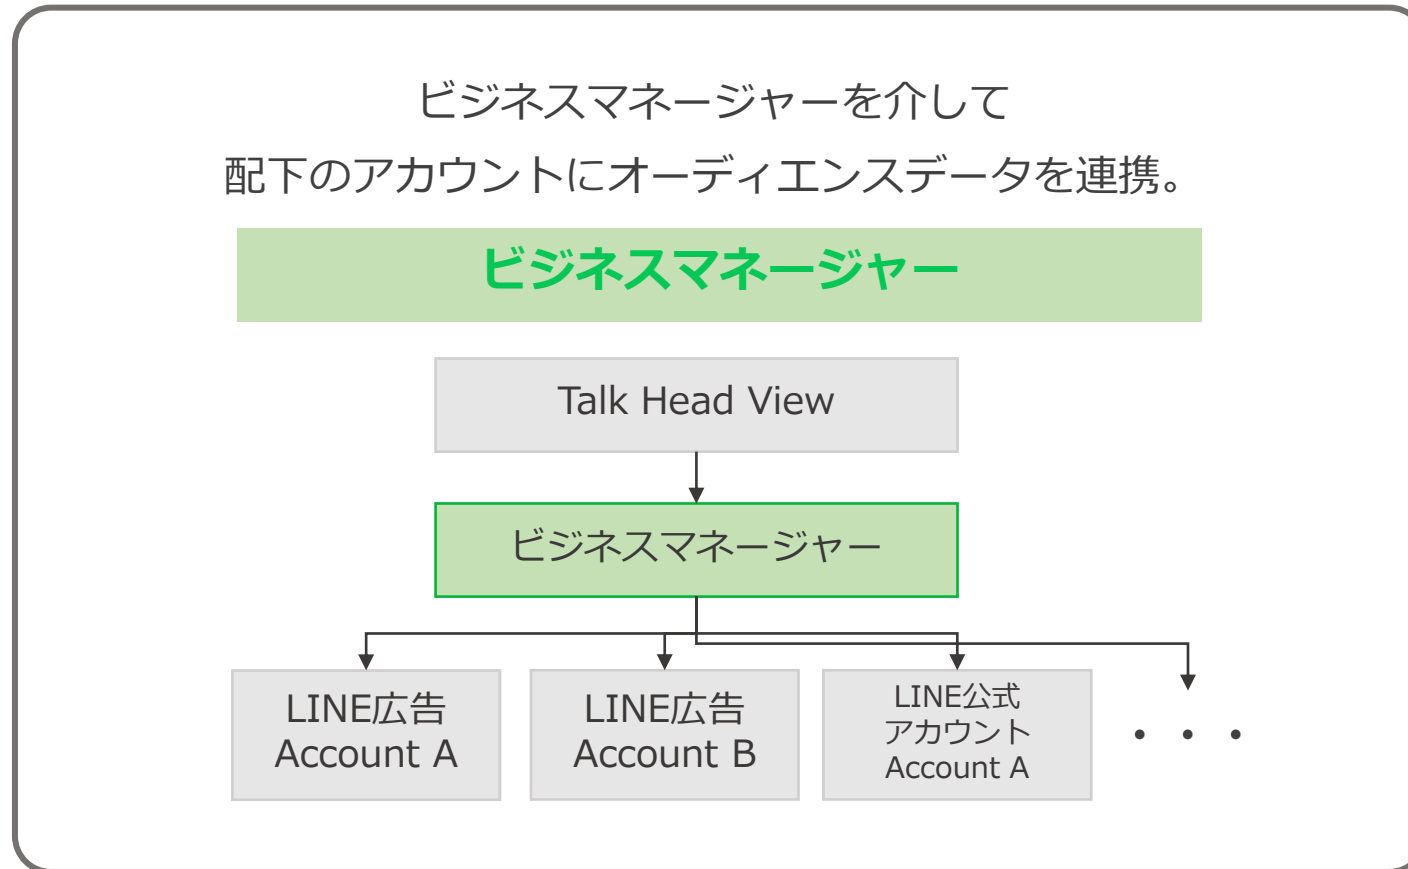 ビジネスマネージャーを介して
配下のアカウントにオーディエンスデータを連携。
ビジネスマネージャー
Talk Head View
ビジネスマネージャー
LINE広告
Account A
LINE広告
Account B
LINE公式
アカウント
Account A
・・・